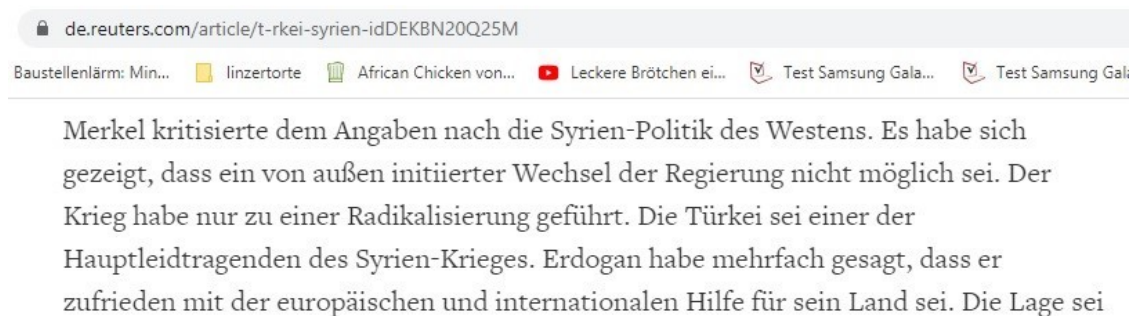 de.reuters.com/article/t-rkei-syrien-idDEKBN20Q25M
Baustellenlärm: Min... linzertorte African Chicken von... Leckere Brötchen ei... Test Samsung Gala... Test Samsung Gala
Merkel kritisierte dem Angaben nach die Syrien-Politik des Westens. Es habe sich
gezeigt, dass ein von außen initiierter Wechsel der Regierung nicht möglich sei. Der
Krieg habe nur zu einer Radikalisierung geführt. Die Türkei sei einer der
Hauptleidtragenden des Syrien-Krieges. Erdogan habe mehrfach gesagt, dass er
zufrieden mit der europäischen und internationalen Hilfe für sein Land sei. Die Lage sei